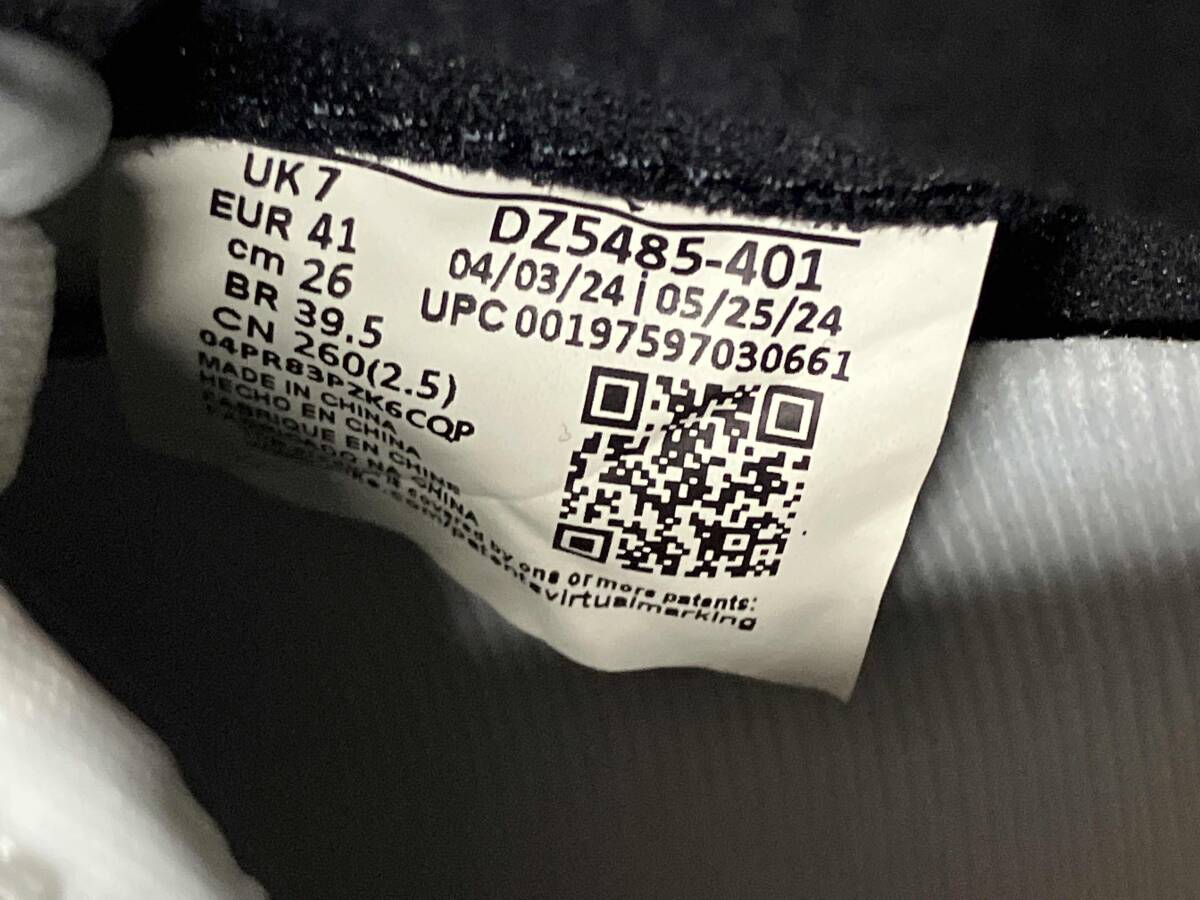 UK 7
EUR 41
cm 26
BR 39.5
CN 260(2.5)
04PR83PZK6CQP
MADE IN CHINA
HECHO EN CHINA
FABRIQUE EN CHINE
NA CHINA
DZ5485-401
04/03/24 | 05/25/24
UPC 00197597030661
covered by one or more patents:
virtualmarking